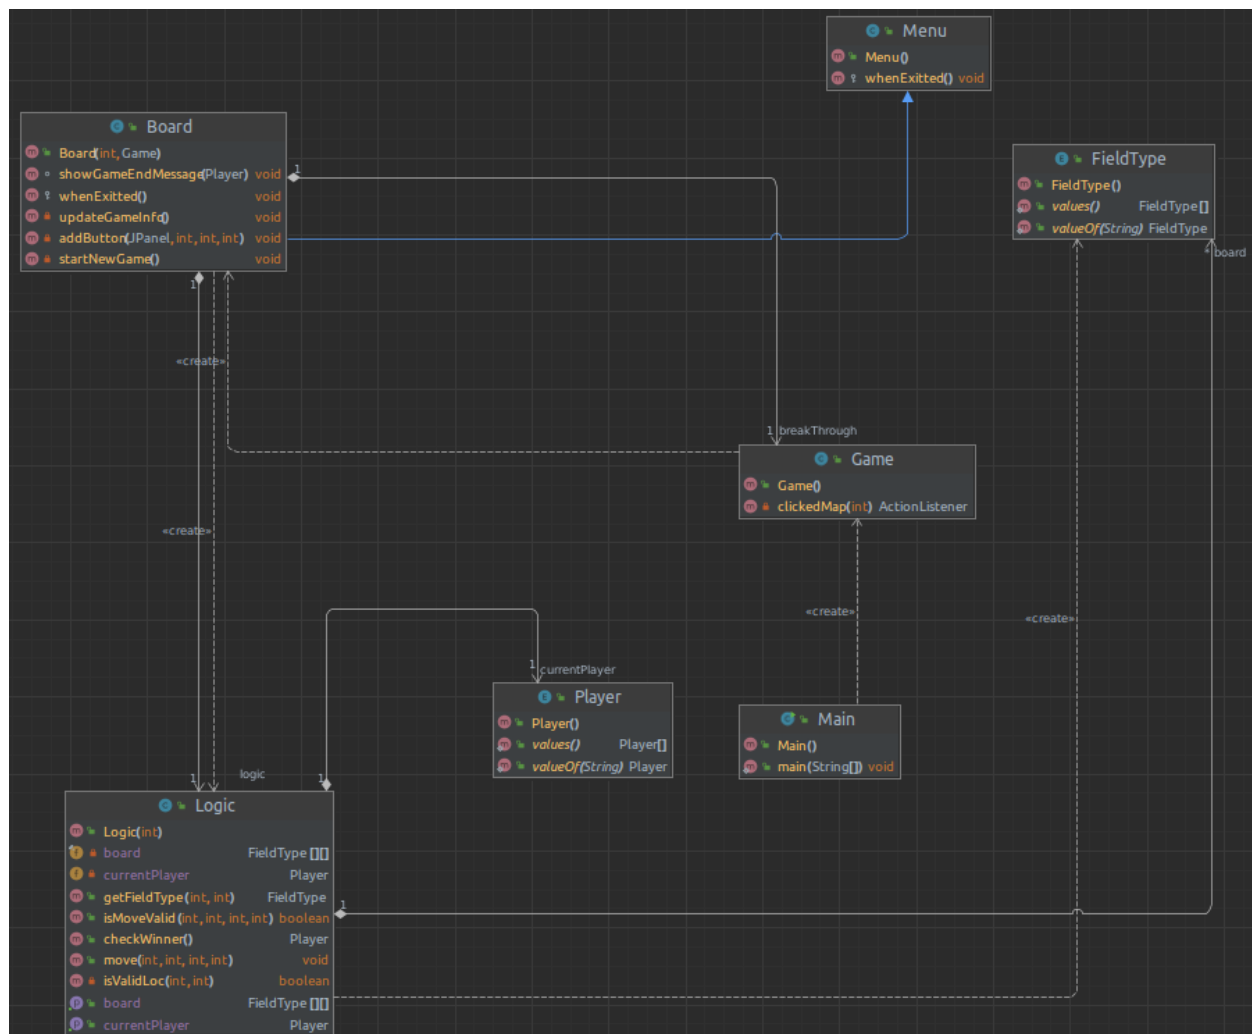 Menu
Menu()
whenExitted() void
Board
Board(int, Game)
showGameEndMessage(Player) void
whenExitted() void
updateGameInfo() void
addButton(JPanel, int, int, int) void
startNewGame() void
1
1
FieldType
FieldType()
values() FieldType[]
valueOf(String) FieldType
* board
«create»
1 breakThrough
Game
Game()
clickedMap(int) ActionListener
«create»
«create»
«create»
1 currentPlayer
Player
Player()
values() Player[]
valueOf(String) Player
Main
Main()
main(String[]) void
1 logic 1
Logic
Logic(int)
board FieldType[][]
currentPlayer Player
getFieldType(int, int) FieldType
isMoveValid(int, int, int, int) boolean
checkWinner() Player
move(int, int, int, int) void
isValidLoc(int, int) boolean
board FieldType[][]
currentPlayer Player
1